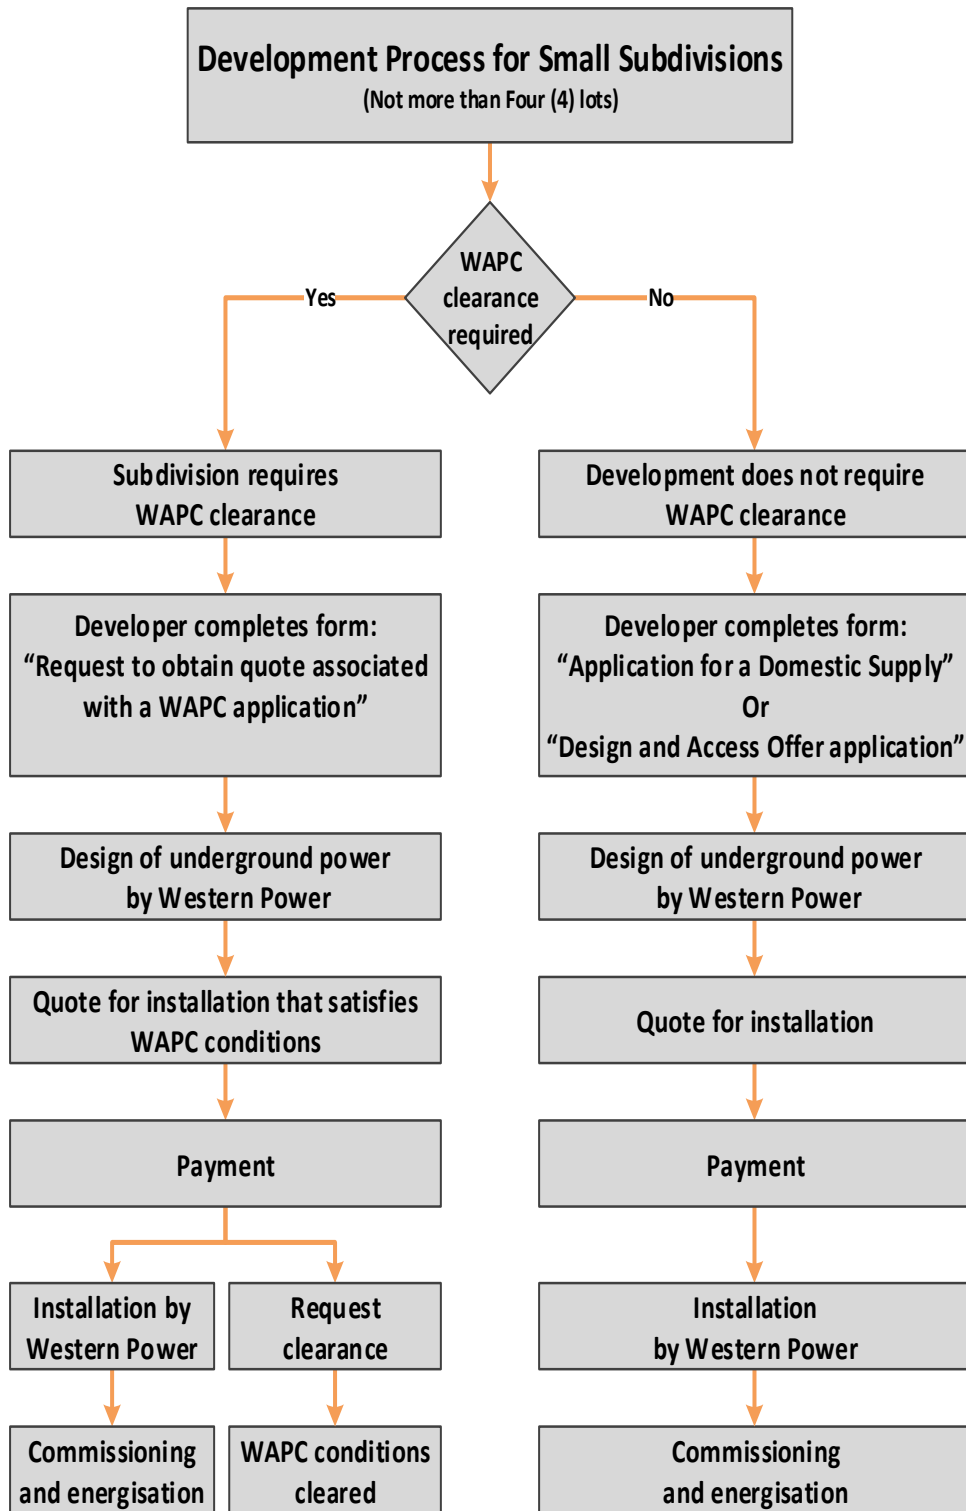 Development Process for Small Subdivisions
(Not more than Four (4) lots)
WAPC
clearance
required
Yes
No
Subdivision requires
WAPC clearance
Development does not require
WAPC clearance
Developer completes form:
“Request to obtain quote associated
with a WAPC application”
Developer completes form:
“Application for a Domestic Supply”
Or
“Design and Access Offer application”
Design of underground power
by Western Power
Design of underground power
by Western Power
Quote for installation that satisfies
WAPC conditions
Quote for installation
Payment
Payment
Installation by
Western Power
Request
clearance
Installation
by Western Power
Commissioning
and energisation
WAPC conditions
cleared
Commissioning
and energisation